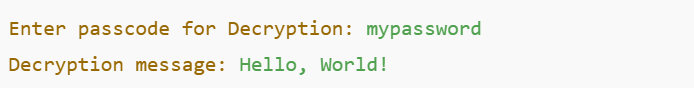 Enter passcode for Decryption: mypassword
Decryption message: Hello, World!